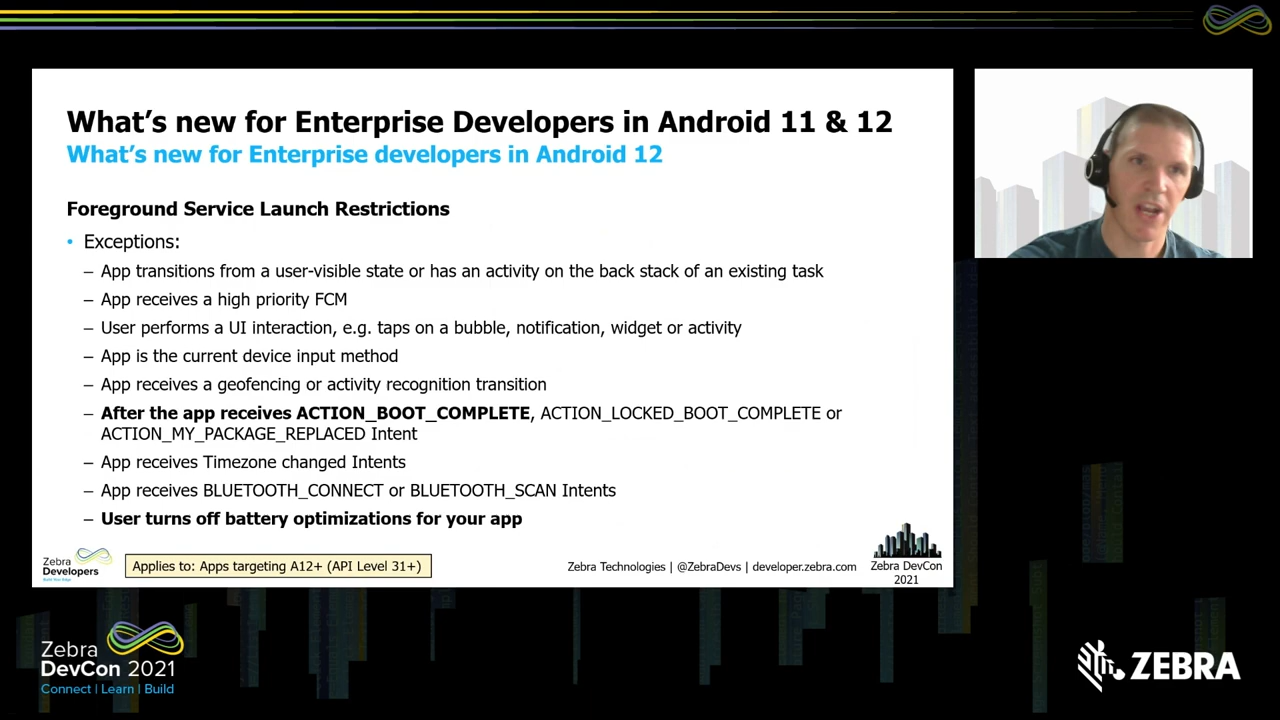 What's new for Enterprise Developers in Android 11 & 12
What's new for Enterprise developers in Android 12
Foreground Service Launch Restrictions
• Exceptions:
– App transitions from a user-visible state or has an activity on the back stack of an existing task
– App receives a high priority FCM
– User performs a UI interaction, e.g. taps on a bubble, notification, widget or activity
– App is the current device input method
– App receives a geofencing or activity recognition transition
– After the app receives ACTION_BOOT_COMPLETE, ACTION_LOCKED_BOOT_COMPLETE or
ACTION_MY_PACKAGE_REPLACED Intent
– App receives Timezone changed Intents
– App receives BLUETOOTH_CONNECT or BLUETOOTH_SCAN Intents
– User turns off battery optimizations for your app
Zebra
Developers
Build Your Edge
Applies to: Apps targeting A12+ (API Level 31+)
Zebra Technologies | @ZebraDevs | developer.zebra.com
Zebra DevCon
2021
Zebra
DevCon 2021
Connect | Learn | Build
ZEBRA